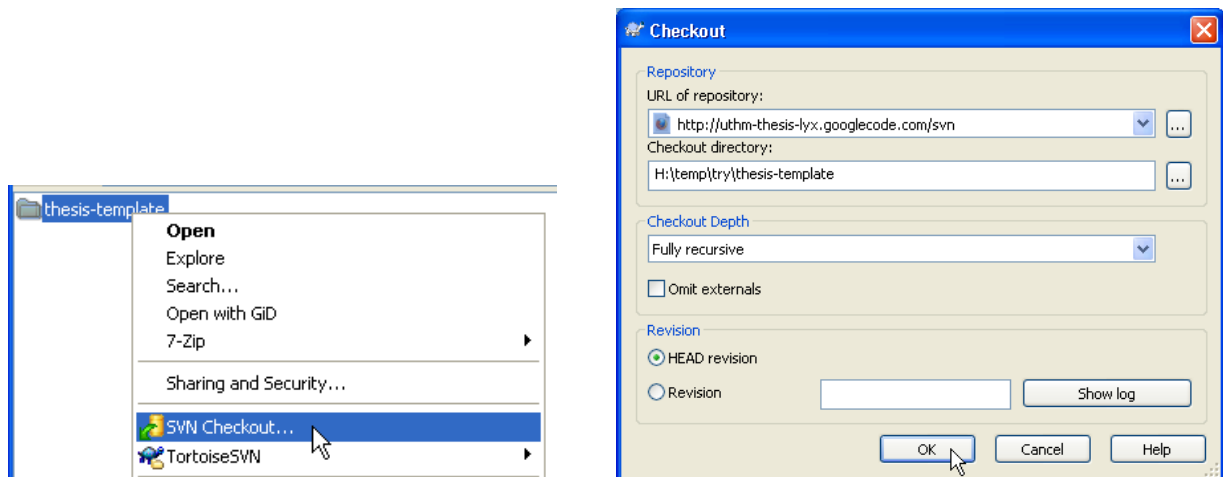 thesis-template
Open
Explore
Search...
Open with GiD
7-Zip
Sharing and Security...
SVN Checkout...
TortoiseSVN
Checkout
Repository
URL of repository:
http://uthm-thesis-lyx.googlecode.com/svn
...
Checkout directory:
H:\temp\try\thesis-template
...
Checkout Depth
Fully recursive
Omit externals
Revision
HEAD revision
Revision
Show log
OK Cancel Help